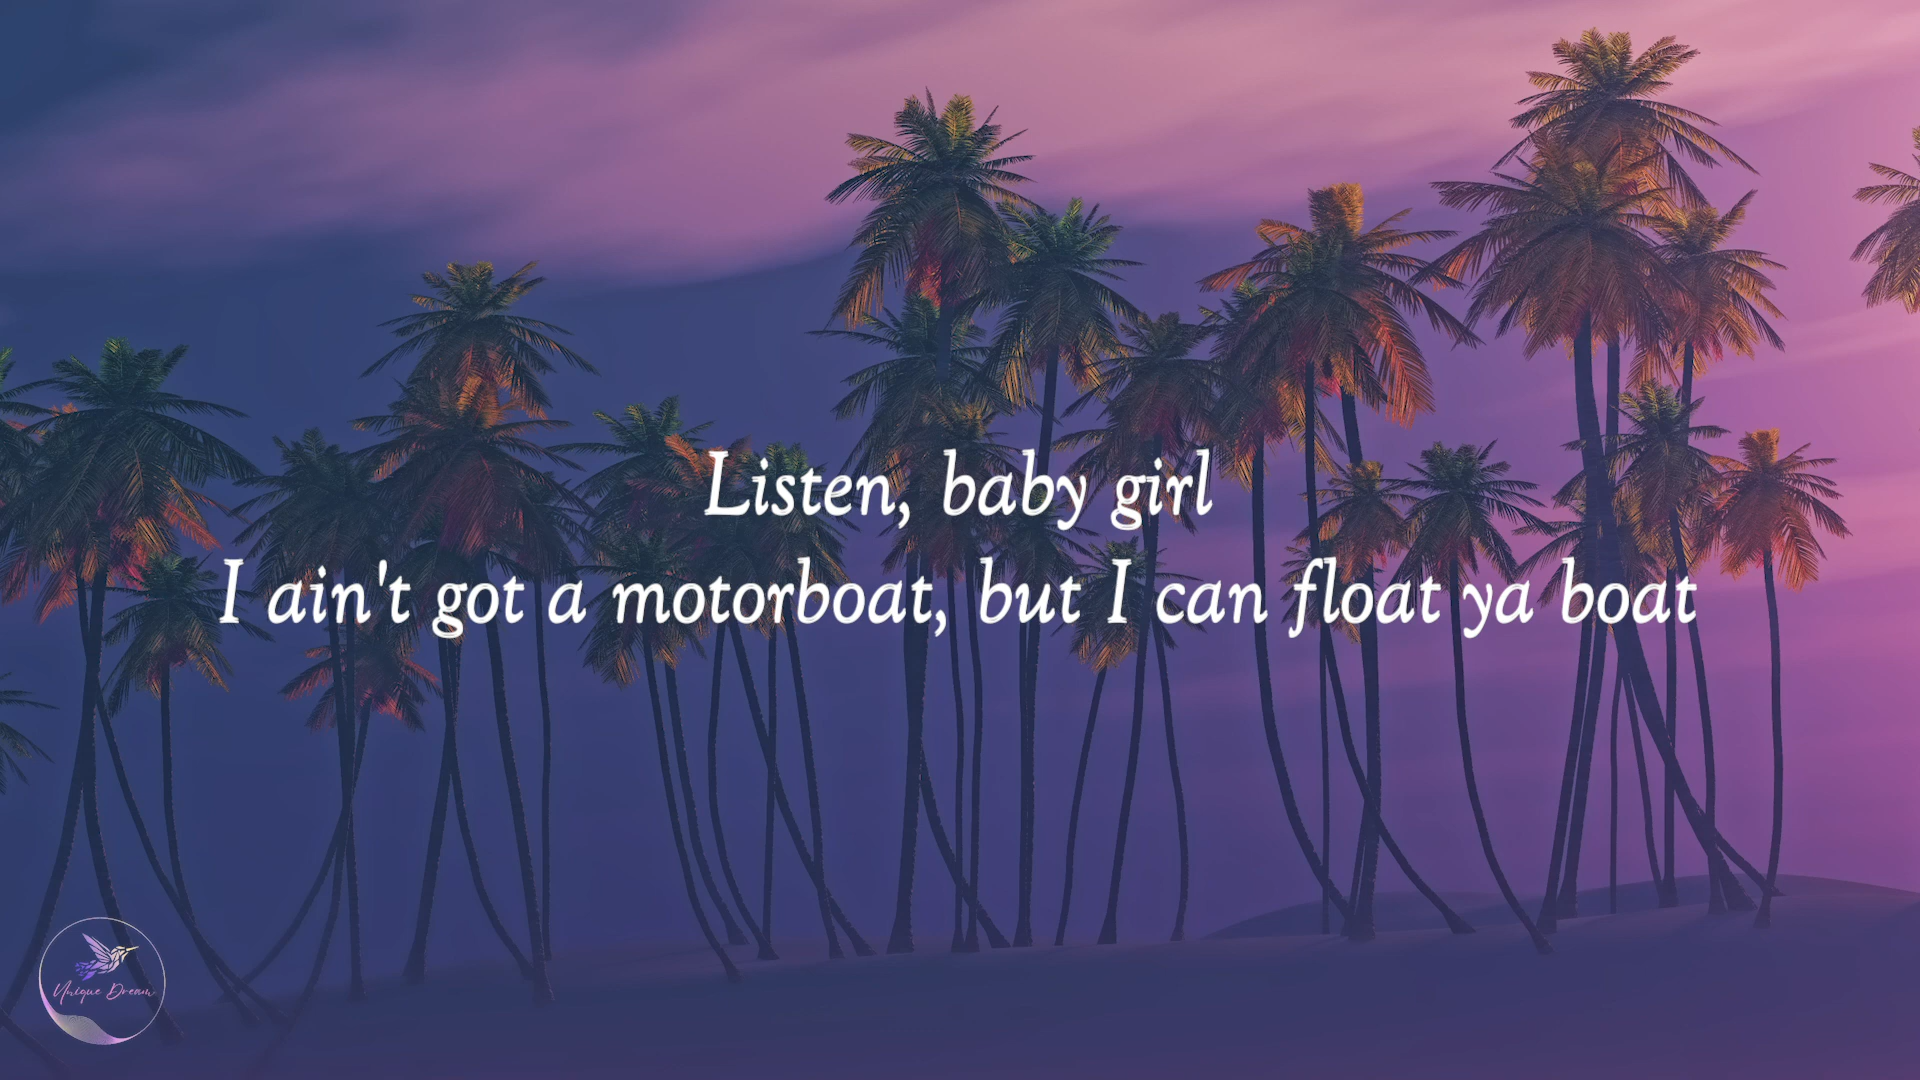 Listen, baby girl
I ain't got a motorboat, but I can float ya boat
Unique Dream